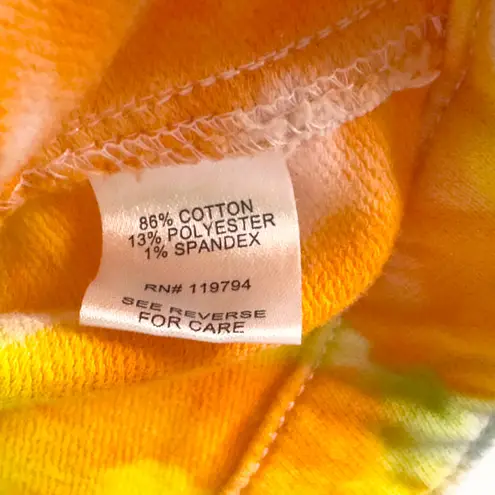 86% COTTON
13% POLYESTER
1% SPANDEX
RN# 119794
SEE REVERSE
FOR CARE